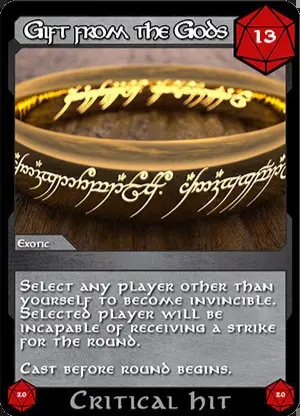 Gift from the Gods
13
Exotic
Select any player other than
yourself to become invincible.
Selected player will be
incapable of receiving a strike
for the round.
Cast before round begins.
20
Critical Hit
20